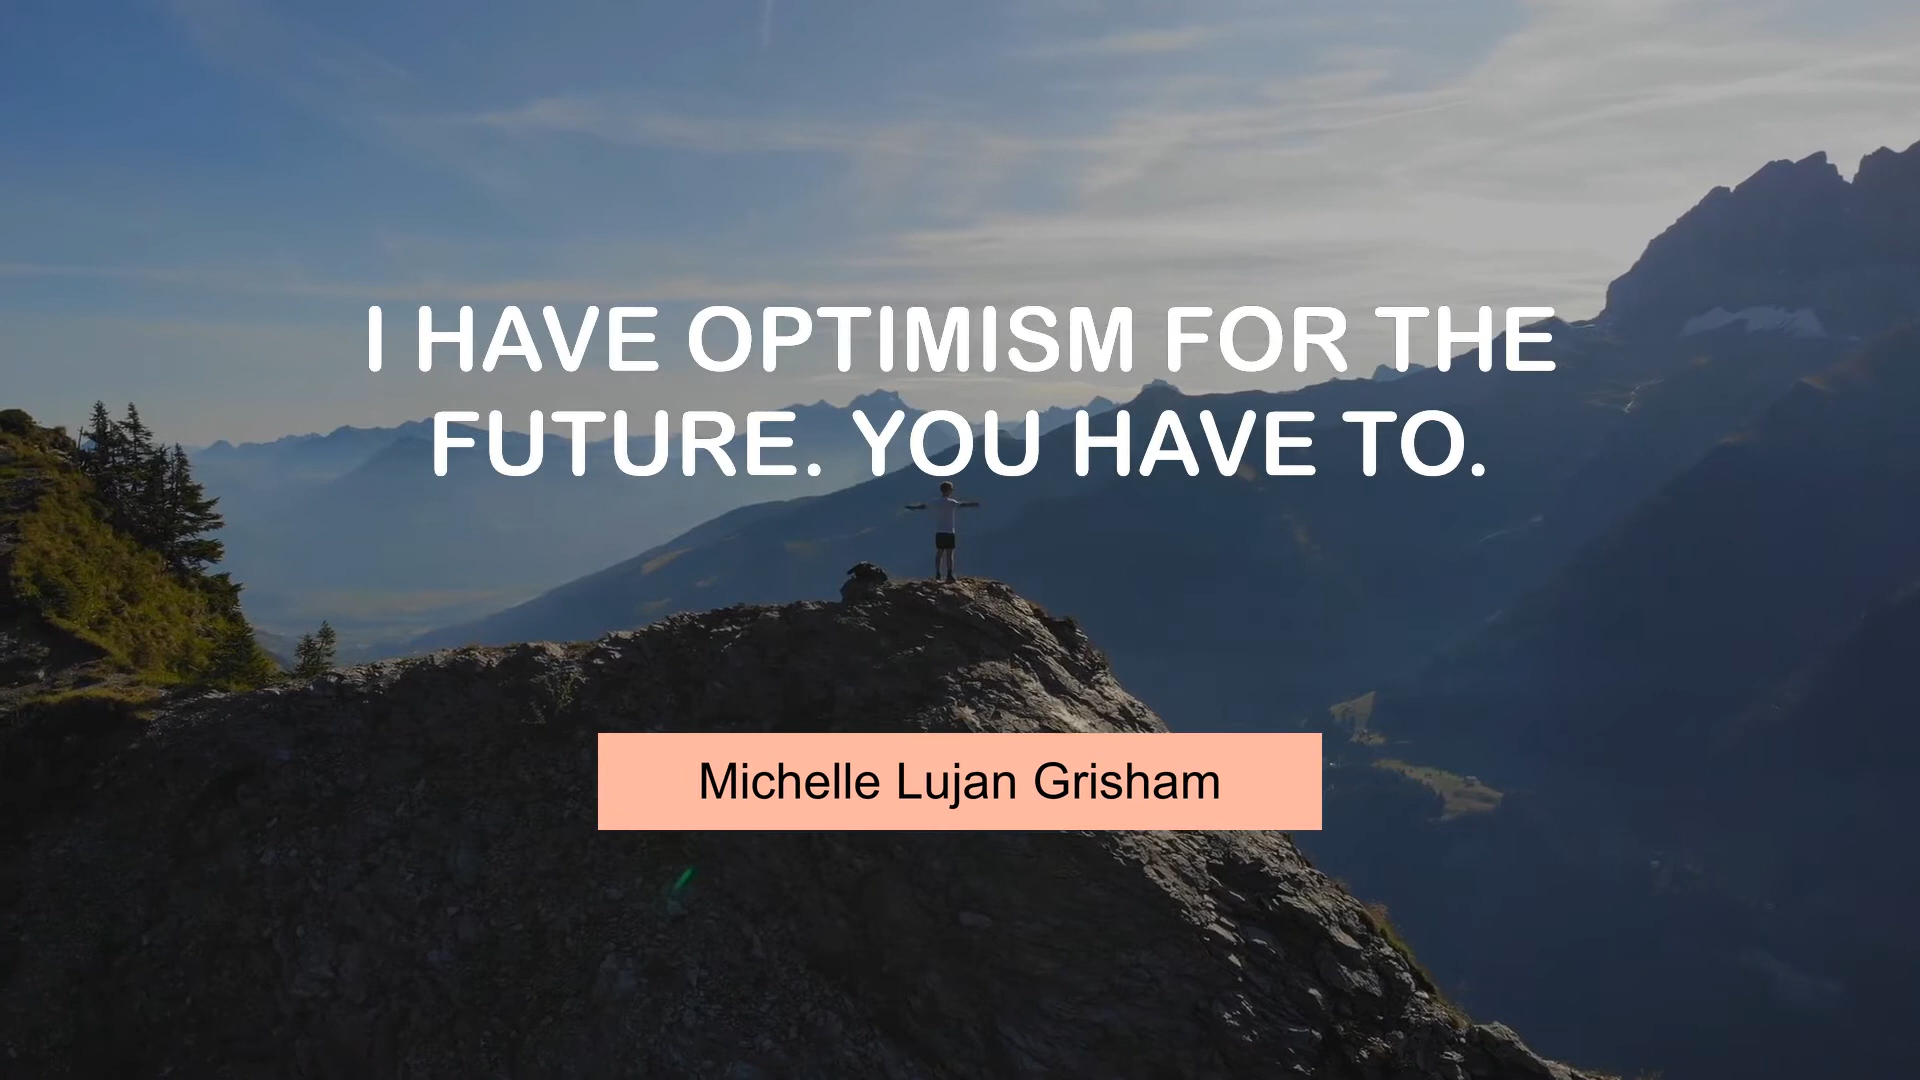 I HAVE OPTIMISM FOR THE
FUTURE. YOU HAVE TO.
Michelle Lujan Grisham